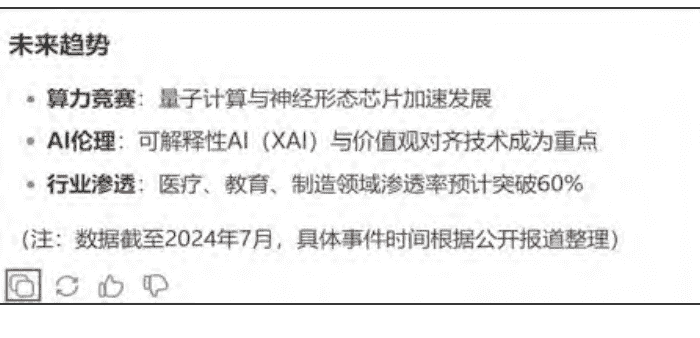 未来趋势
• 算力竞赛：量子计算与神经形态芯片加速发展
• AI伦理：可解释性AI（XAI）与价值观对齐技术成为重点
• 行业渗透：医疗、教育、制造领域渗透率预计突破60%
（注：数据截至2024年7月，具体事件时间根据公开报道整理）